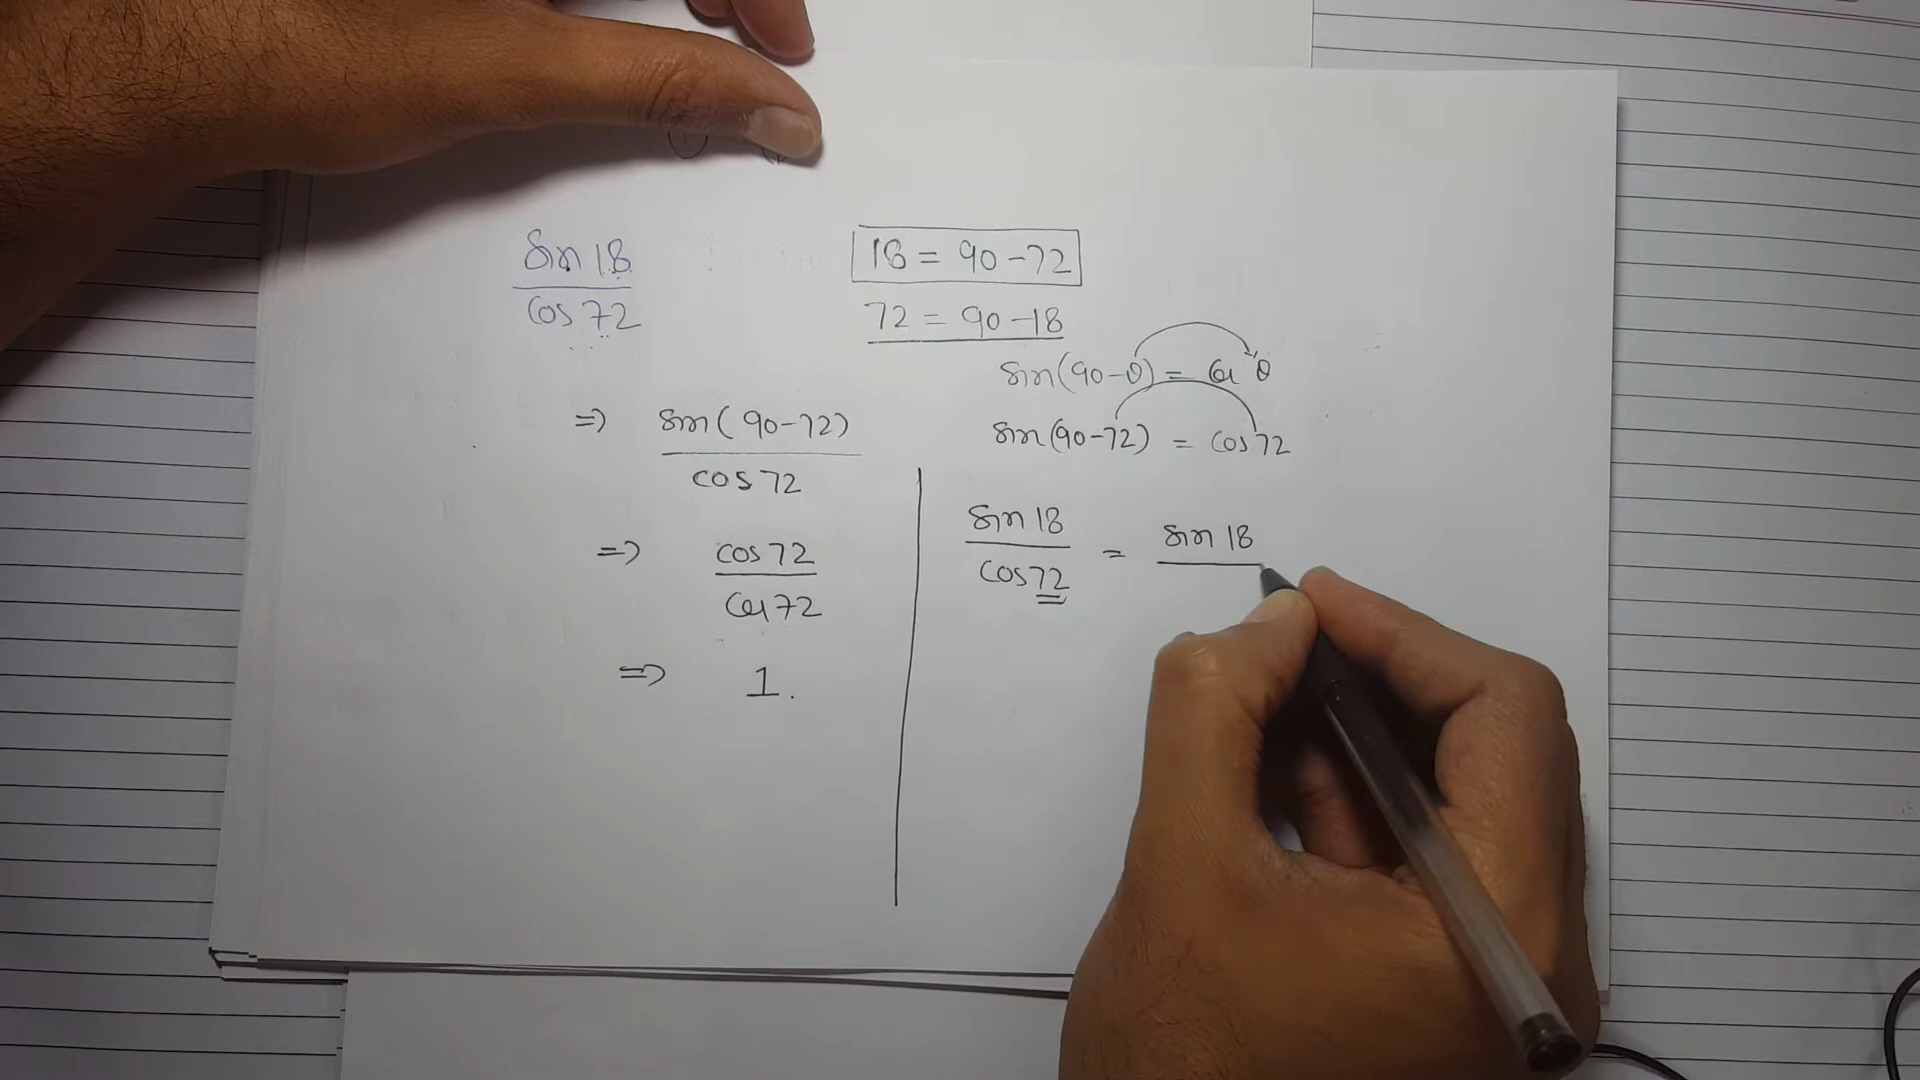 sin 18
cos 72
18 = 90 - 72
72 = 90 - 18
sin(90 - θ) = cos θ
sin(90 - 72) = cos 72
=> sin(90 - 72)
cos 72
=> cos 72
cos 72
=> 1.
sin 18
cos 72
= sin 18